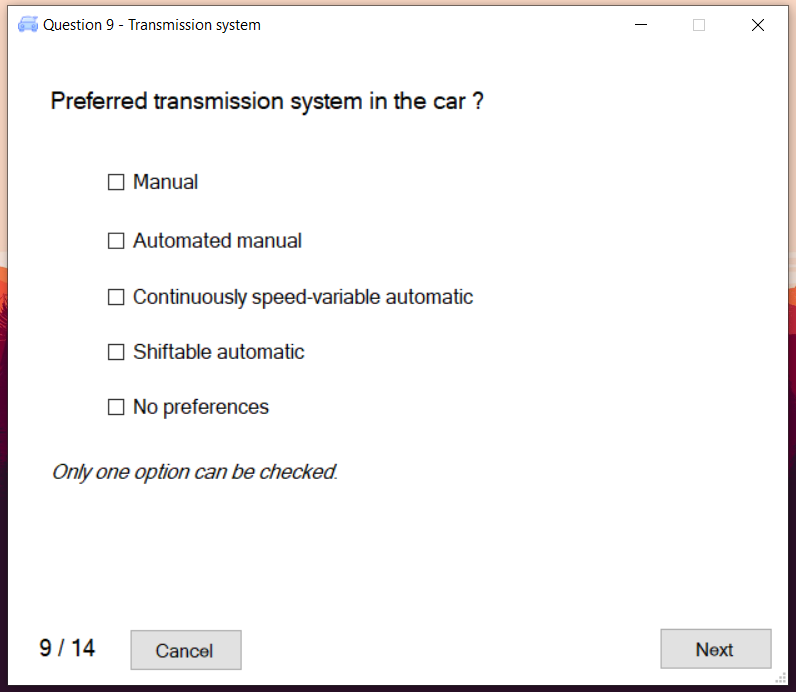 Question 9 - Transmission system
Preferred transmission system in the car ?
Manual
Automated manual
Continuously speed-variable automatic
Shiftable automatic
No preferences
Only one option can be checked.
9 / 14
Cancel
Next